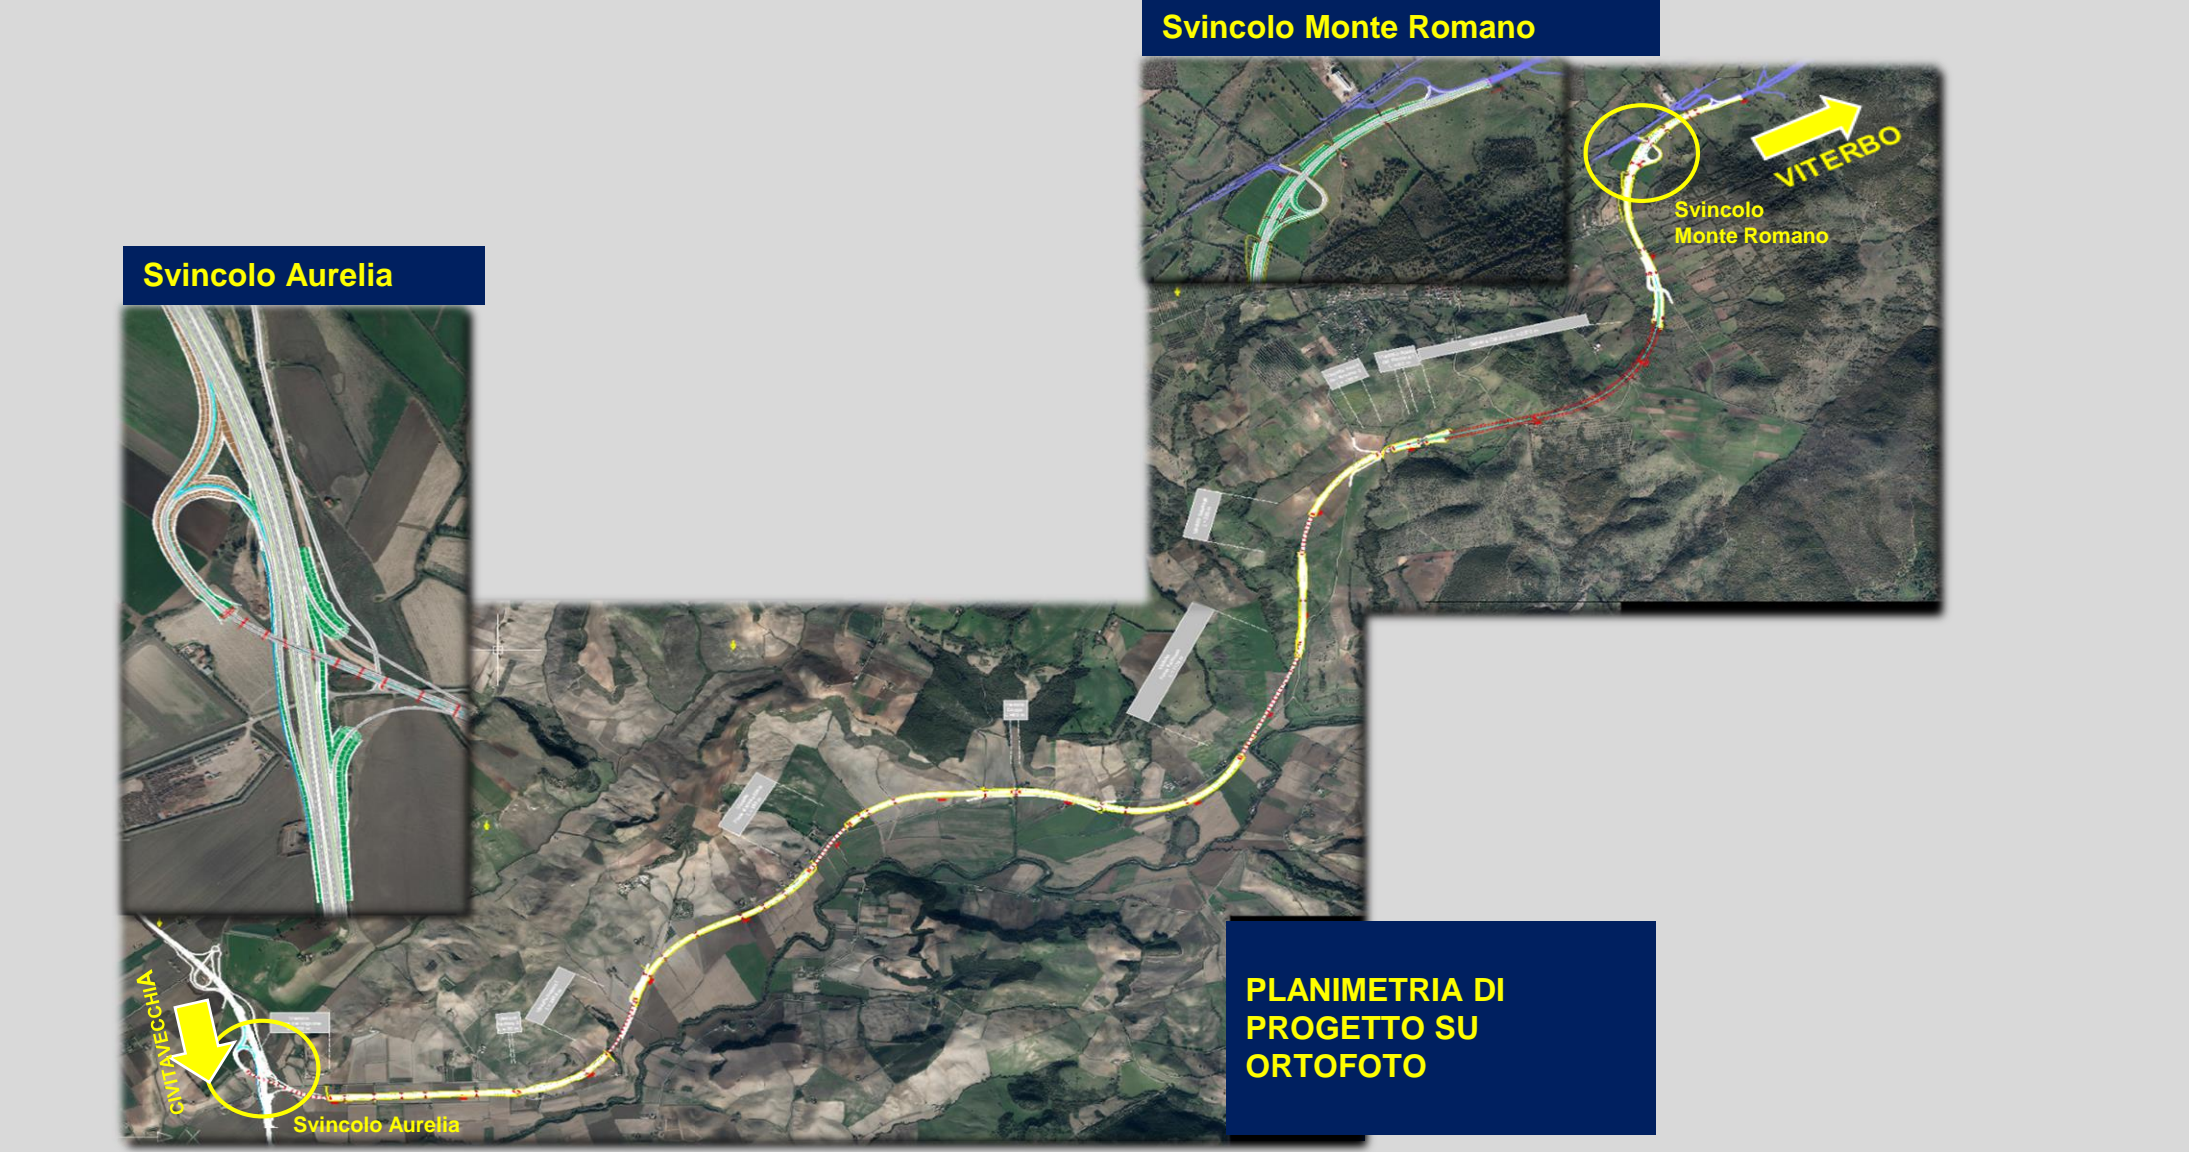 Svincolo Monte Romano
VITERBO
Svincolo
Monte Romano
Svincolo Aurelia
CIVITAVECCHIA
Svincolo Aurelia
PLANIMETRIA DI
PROGETTO SU
ORTOFOTO